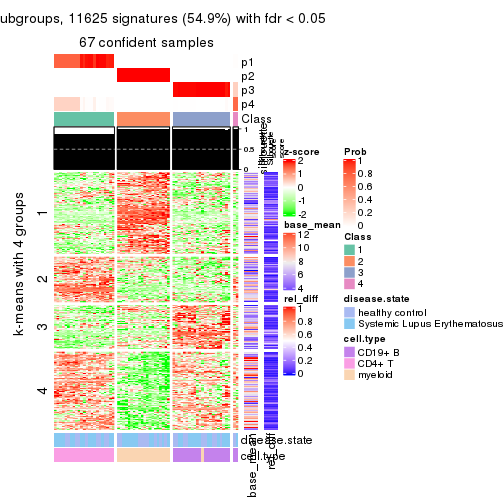 ubgroups, 11625 signatures (54.9%) with fdr < 0.05
67 confident samples
p1
p2
p3
p4
Class
1
0.5
0
k-means with 4 groups
1
2
3
4
disease.state
cell.type
base_mean
rel_diff
z-score
2
1
0
-1
-2
base_mean
12
10
8
6
4
rel_diff
1
0.8
0.6
0.4
0.2
0
Prob
1
0.8
0.6
0.4
0.2
0
Class
1
2
3
4
disease.state
healthy control
Systemic Lupus Erythematosus
cell.type
CD19+ B
CD4+ T
myeloid